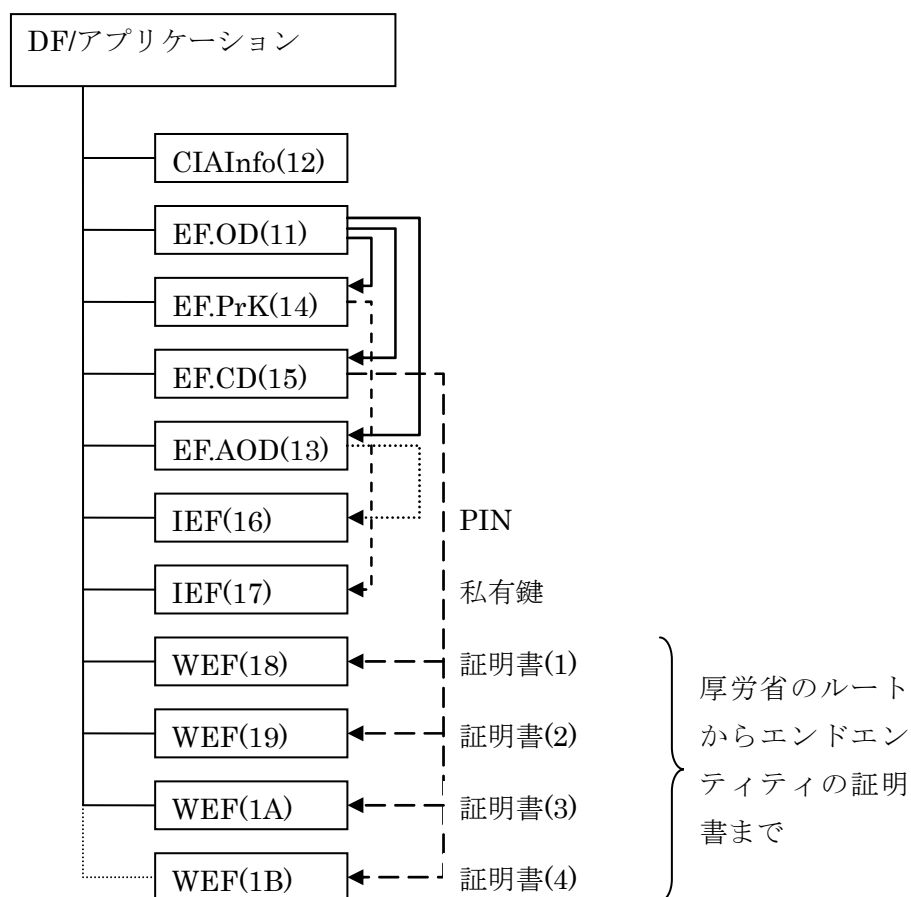 DF/アプリケーション
CIAInfo(12)
EF.OD(11)
EF.PrK(14)
EF.CD(15)
EF.AOD(13)
IEF(16)
PIN
IEF(17)
私有鍵
WEF(18)
証明書(1)
WEF(19)
証明書(2)
WEF(1A)
証明書(3)
WEF(1B)
証明書(4)
厚労省のルート
からエンドエン
ティティの証明
書まで